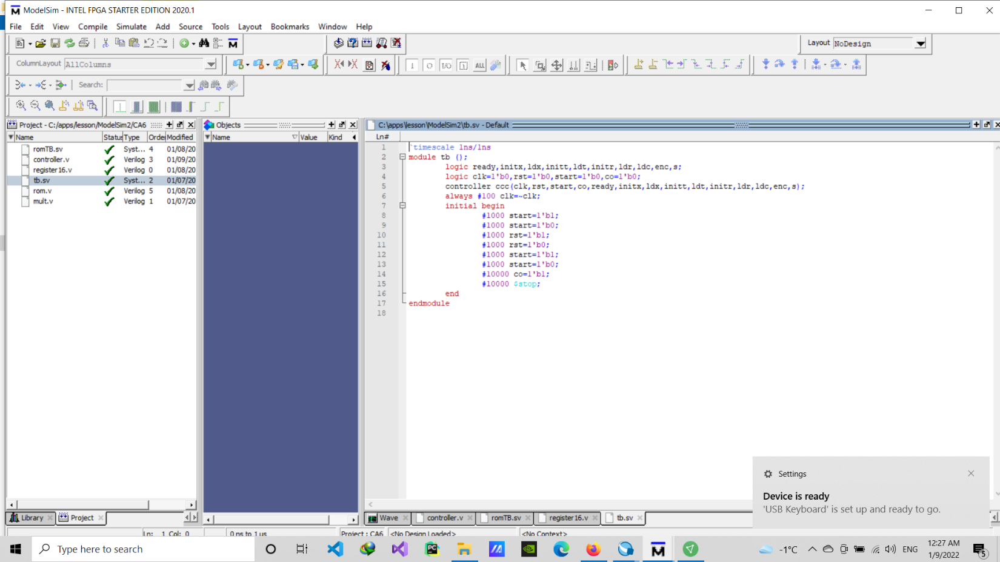 ModelSim - INTEL FPGA STARTER EDITION 2020.1
File Edit View Compile Simulate Add Source Tools Layout Bookmarks Window Help
Layout NoDesign
ColumnLayout AllColumns
ALL
Search:
Project - C:/apps/lesson/ModelSim2/CA6
Name Status Type Order Modified
romTB.sv Syst... 4 01/08/20
controller.v Verilog 3 01/09/20
register16.v Verilog 0 01/08/20
tb.sv Syst... 2 01/07/20
rom.v Verilog 5 01/08/20
mult.v Verilog 1 01/07/20
Library Project
Objects
Name Value Kind
C:\apps\lesson\ModelSim2\tb.sv - Default
Ln#
1 `timescale 1ns/1ns
2 module tb ();
3 logic ready,initx,ldx,initt,ldt,initr,ldr,ldc,enc,s;
4 logic clk=1'b0,rst=1'b0,start=1'b0,co=1'b0;
5 controller ccc(clk,rst,start,co,ready,initx,ldx,initt,ldt,initr,ldr,ldc,enc,s);
6 always #100 clk=~clk;
7 initial begin
8 #1000 start=1'b1;
9 #1000 start=1'b0;
10 #1000 rst=1'b1;
11 #1000 rst=1'b0;
12 #1000 start=1'b1;
13 #1000 start=1'b0;
14 #10000 co=1'b1;
15 #10000 $stop;
16 end
17 endmodule
18
Wave controller.v romTB.sv register16.v tb.sv
Settings
Device is ready
'USB Keyboard' is set up and ready to go.
Ln: 1 Col: 0 0 ns to 1 us Project : CA6 <No Design Loaded> <No Context>
Type here to search
PC
-1°C
ENG
12:27 AM
1/9/2022
5